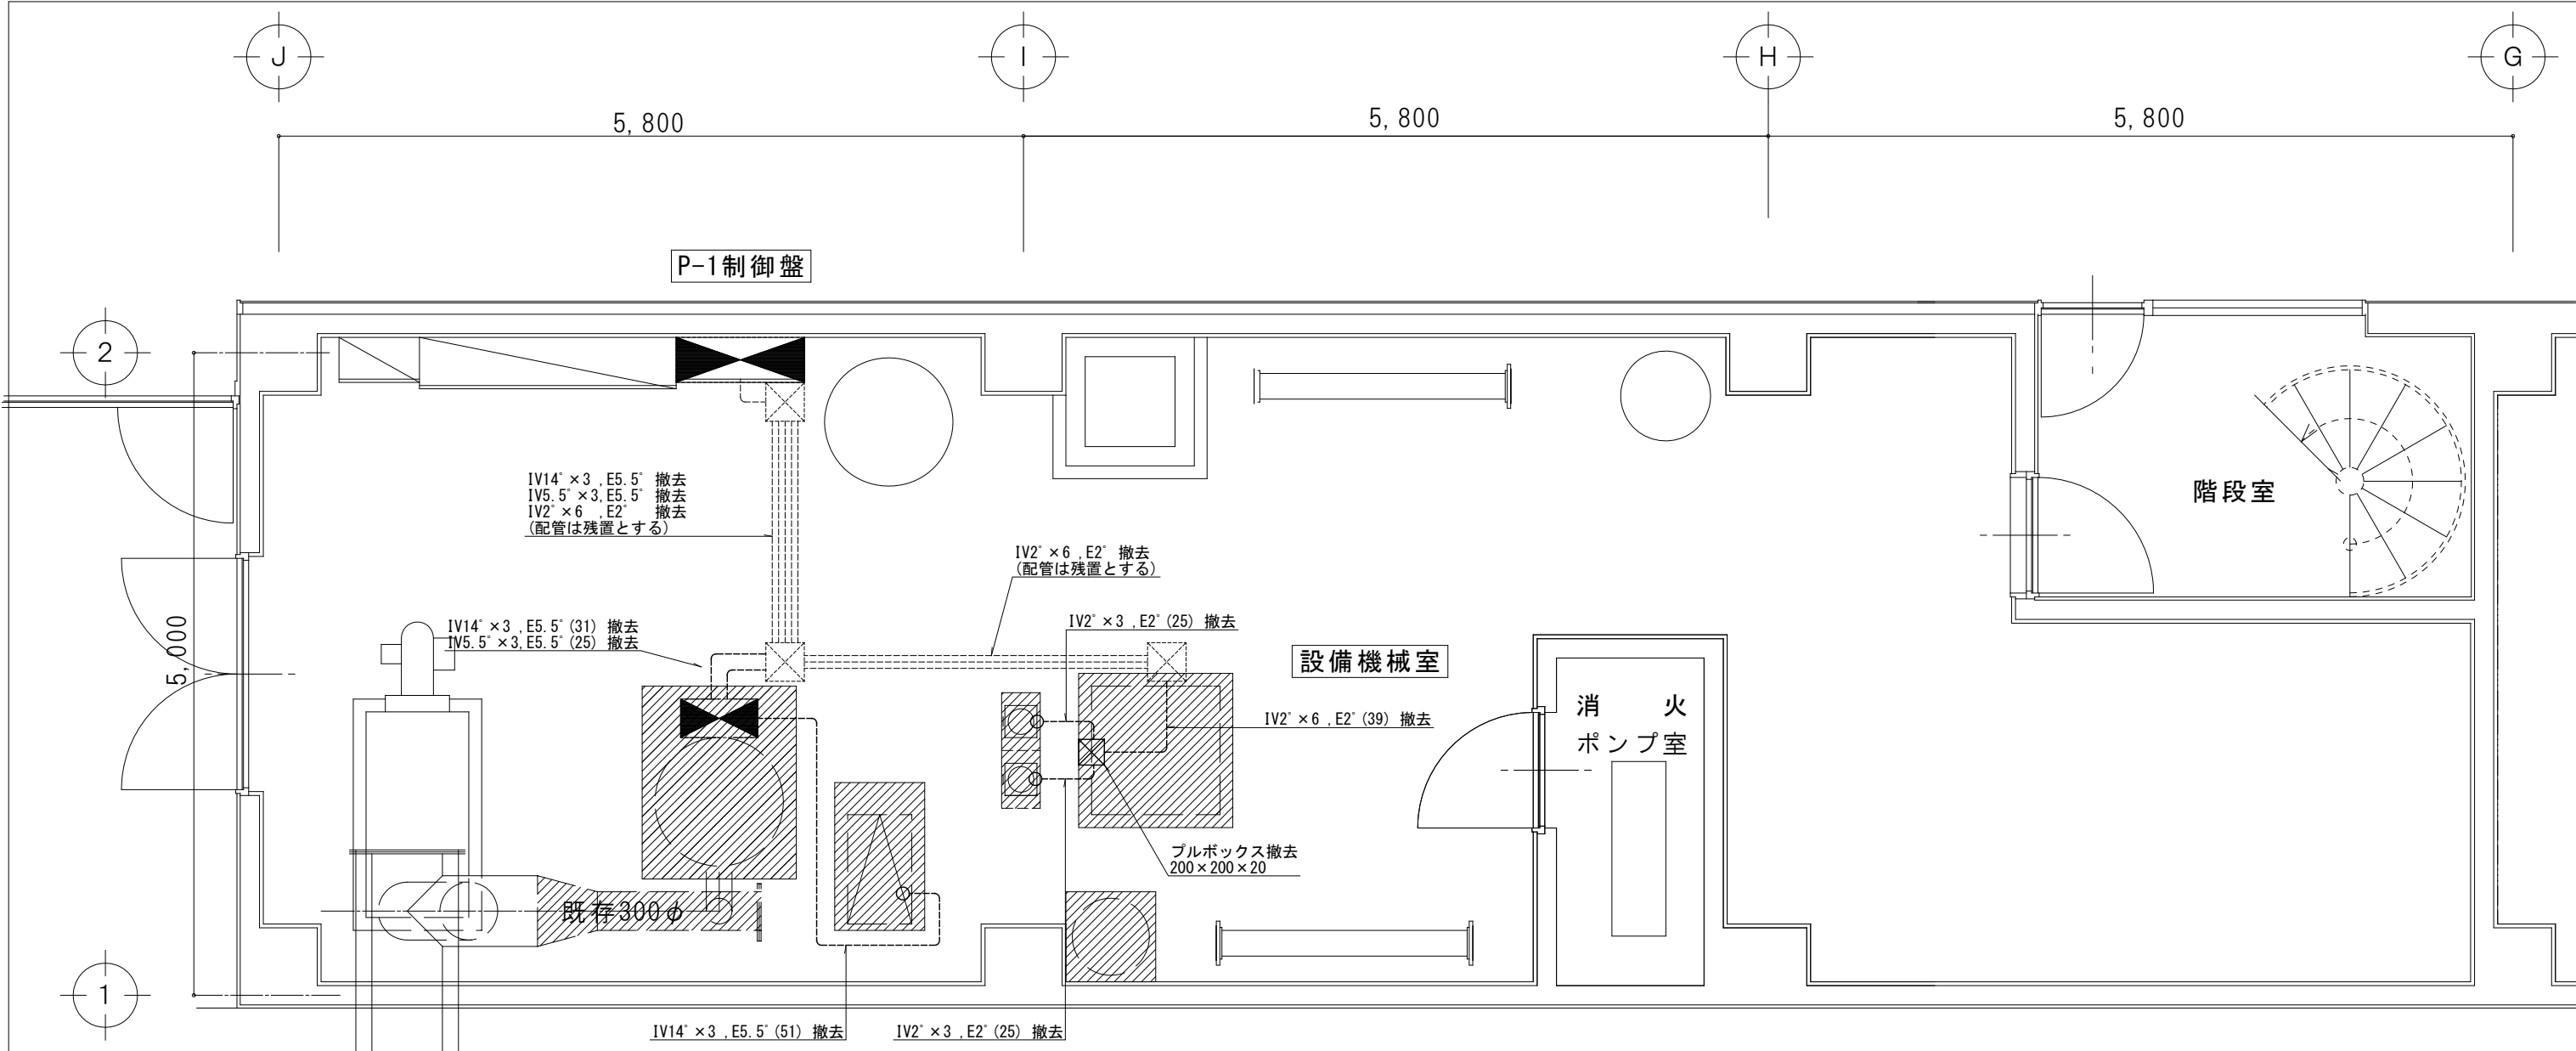 J
I
H
G
5,800
5,800
5,800
P-1制御盤
2
IV14°×3 ,E5.5° 撤去
IV5.5°×3,E5.5° 撤去
IV2°×6 ,E2° 撤去
(配管は残置とする)
階段室
IV2°×6 ,E2° 撤去
(配管は残置とする)
IV14°×3 ,E5.5°(31) 撤去
IV5.5°×3,E5.5°(25) 撤去
IV2°×3 ,E2°(25) 撤去
5,000
設備機械室
IV2°×6 ,E2°(39) 撤去
消 火
ポンプ室
プルボックス撤去
200×200×20
既存300φ
1
IV14°×3 ,E5.5°(51) 撤去
IV2°×3 ,E2°(25) 撤去